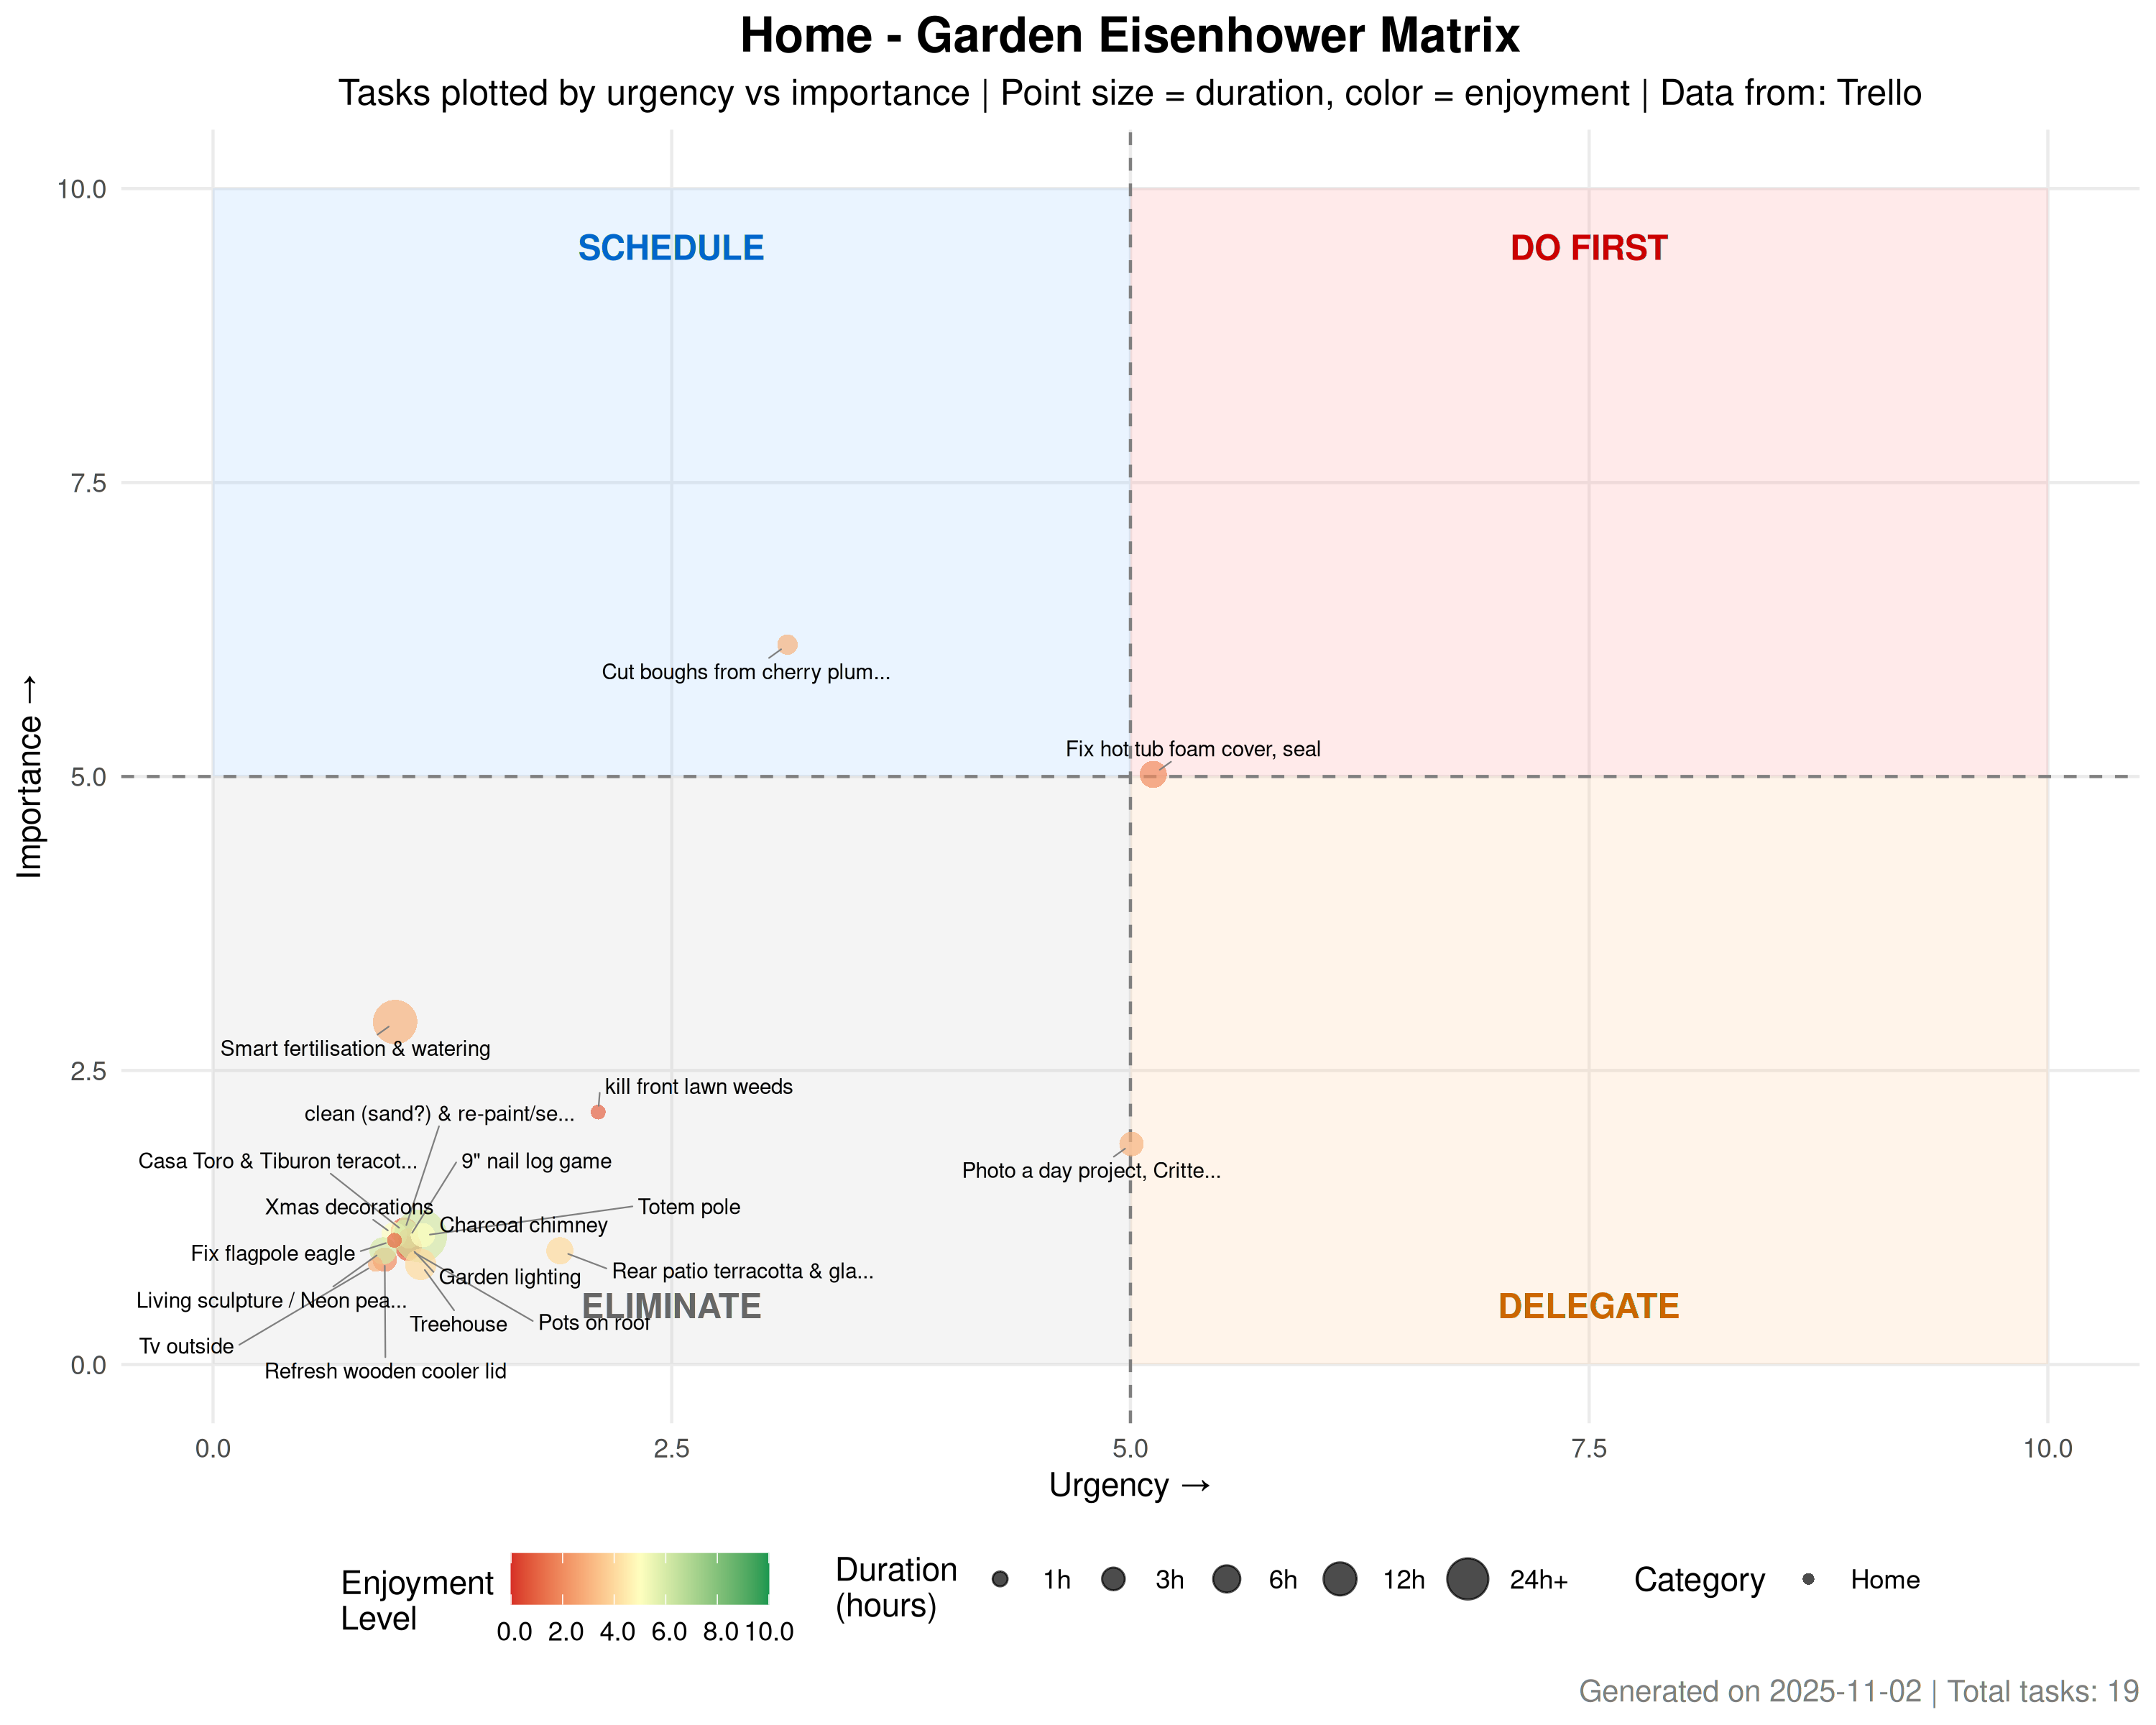 Home - Garden Eisenhower Matrix
Tasks plotted by urgency vs importance | Point size = duration, color = enjoyment | Data from: Trello
10.0
SCHEDULE
DO FIRST
7.5
Cut boughs from cherry plum...
Fix hot tub foam cover, seal
5.0
Importance →
Smart fertilisation & watering
2.5
kill front lawn weeds
clean (sand?) & re-paint/se...
Casa Toro & Tiburon teracot...
9" nail log game
Photo a day project, Critte...
Xmas decorations
Totem pole
Charcoal chimney
Fix flagpole eagle
Garden lighting
Rear patio terracotta & gla...
Living sculpture / Neon pea...
ELIMINATE
DELEGATE
Treehouse
Pots on roof
Tv outside
0.0
Refresh wooden cooler lid
0.0
2.5
5.0
7.5
10.0
Urgency →
Enjoyment
Level
0.0 2.0 4.0 6.0 8.0 10.0
Duration
(hours)
1h
3h
6h
12h
24h+
Category
Home
Generated on 2025-11-02 | Total tasks: 19